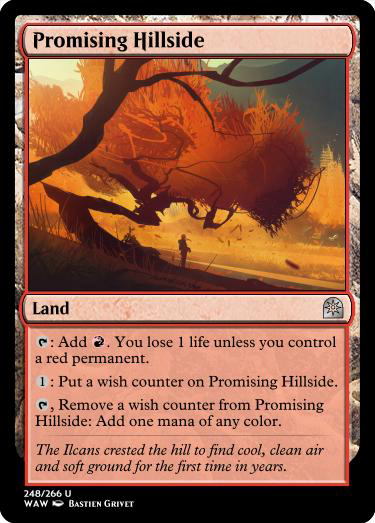 Promising Hillside
Land
: Add . You lose 1 life unless you control
a red permanent.
1: Put a wish counter on Promising Hillside.
, Remove a wish counter from Promising
Hillside: Add one mana of any color.
The Ilcans crested the hill to find cool, clean air
and soft ground for the first time in years.
248/266 U
WAW Bastien Grivet